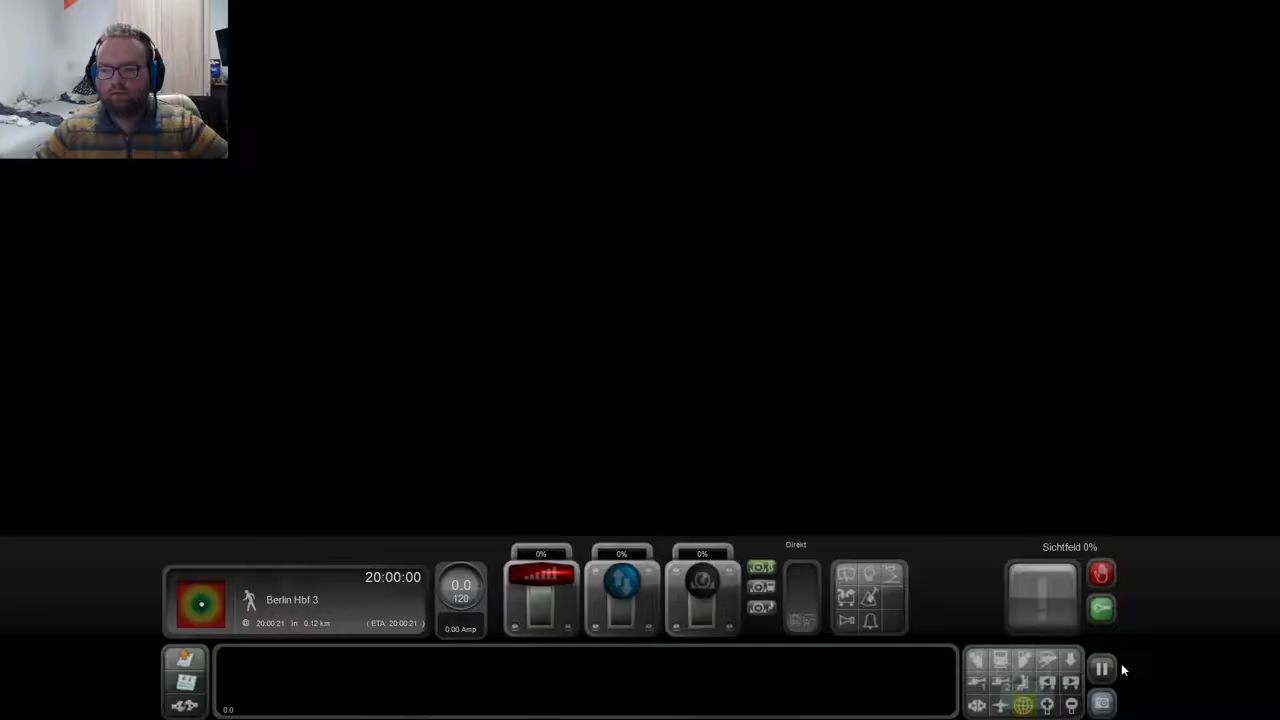 0% 0% 0%
Direkt
Sichtfeld 0%
20:00:00
Berlin Hbf 3
20:00:21 in 0.12 km ( ETA: 20:00:21 )
0.0
120
0.00 Amp
0.0